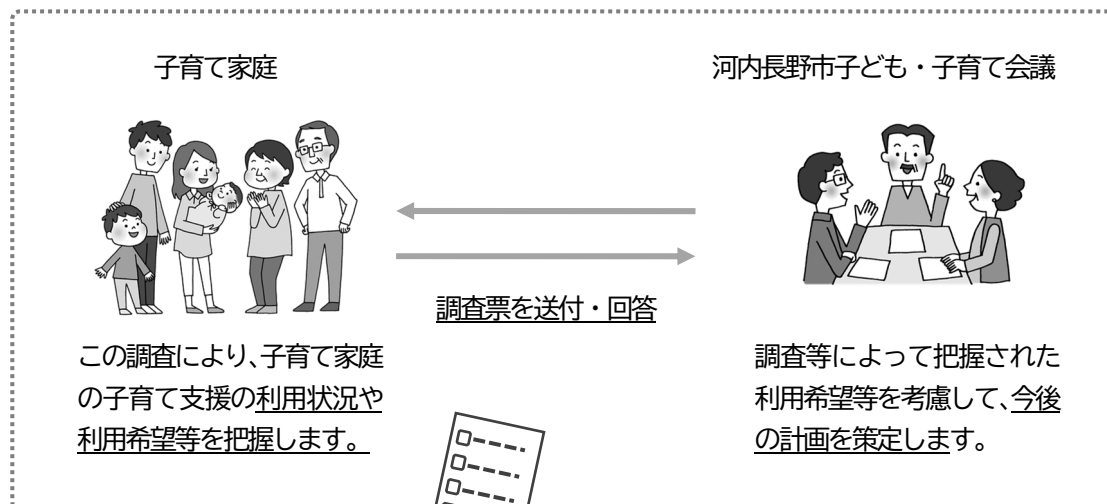 子育て家庭
河内長野市子ども・子育て会議
調査票を送付・回答
この調査により、子育て家庭
の子育て支援の利用状況や
利用希望等を把握します。
調査等によって把握された
利用希望等を考慮して、今後
の計画を策定します。